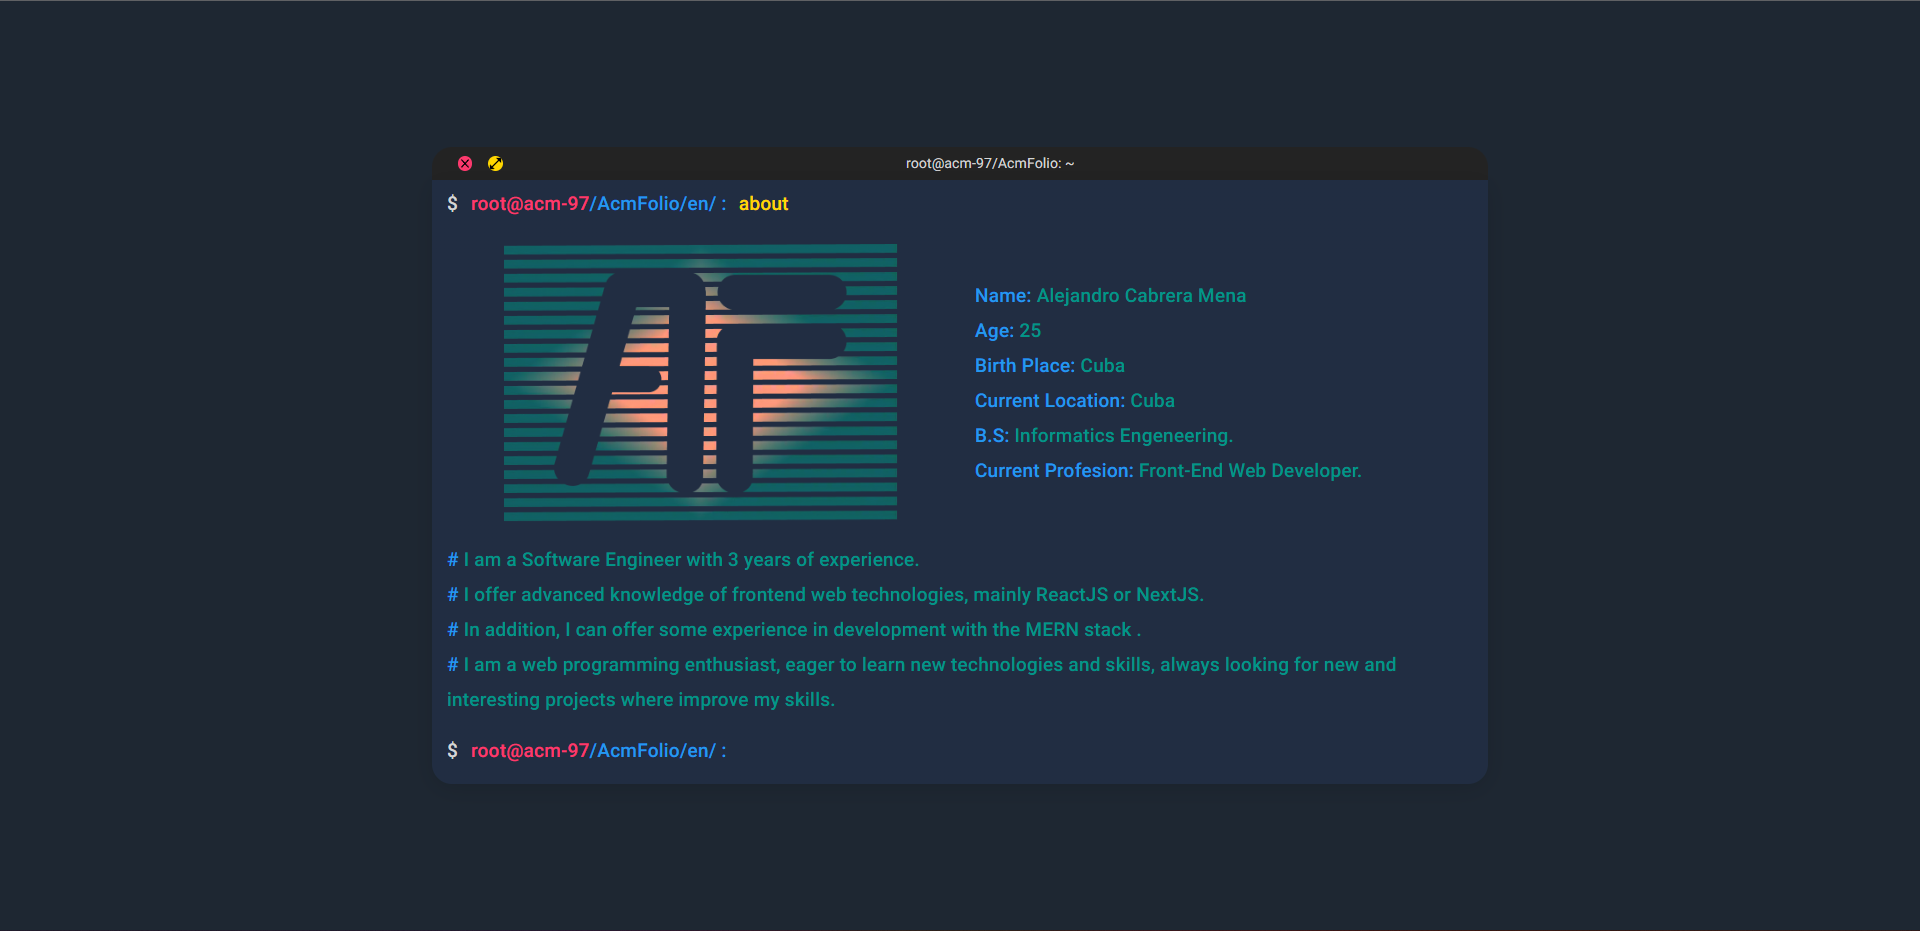 root@acm-97/AcmFolio: ~
$ root@acm-97/AcmFolio/en/ : about
AF
Name: Alejandro Cabrera Mena
Age: 25
Birth Place: Cuba
Current Location: Cuba
B.S: Informatics Engeneering.
Current Profesion: Front-End Web Developer.
# I am a Software Engineer with 3 years of experience.
# I offer advanced knowledge of frontend web technologies, mainly ReactJS or NextJS.
# In addition, I can offer some experience in development with the MERN stack .
# I am a web programming enthusiast, eager to learn new technologies and skills, always looking for new and
interesting projects where improve my skills.
$ root@acm-97/AcmFolio/en/ :